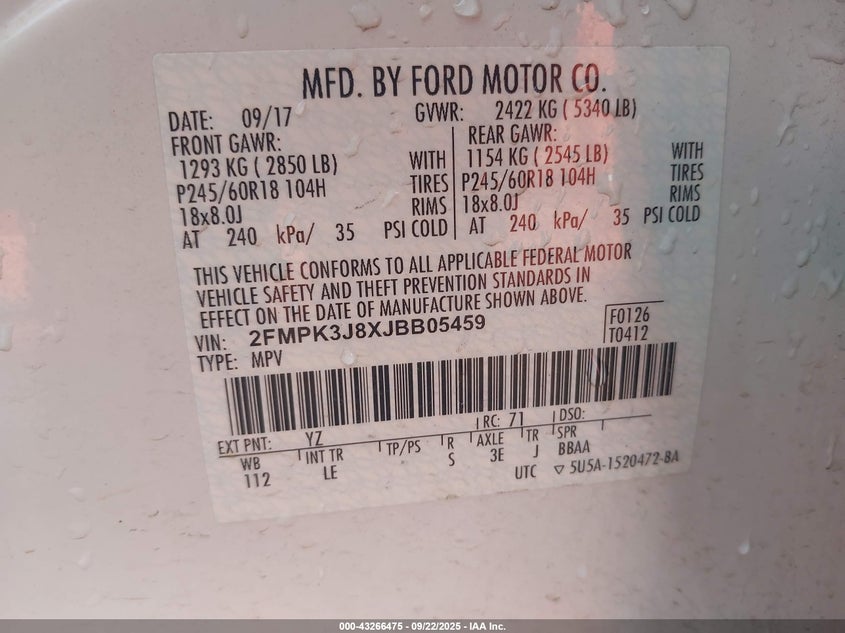 MFD. BY FORD MOTOR CO.
DATE: 09/17 GVWR: 2422 KG ( 5340 LB)
FRONT GAWR: REAR GAWR:
1293 KG ( 2850 LB) WITH 1154 KG ( 2545 LB) WITH
P245/60R18 104H TIRES P245/60R18 104H TIRES
18x8.0J RIMS 18x8.0J RIMS
AT 240 kPa/ 35 PSI COLD AT 240 kPa/ 35 PSI COLD
THIS VEHICLE CONFORMS TO ALL APPLICABLE FEDERAL MOTOR
VEHICLE SAFETY AND THEFT PREVENTION STANDARDS IN
EFFECT ON THE DATE OF MANUFACTURE SHOWN ABOVE.
VIN: 2FMPK3J8XJBB05459 F0126
TYPE: MPV T0412
EXT PNT: YZ RC: 71 DSO:
WB INT TR TP/PS R AXLE TR SPR
112 LE S 3E J BBAA
UTC ▽ 5U5A-1520472-BA
000-43266475 - 09/22/2025 - IAA Inc.